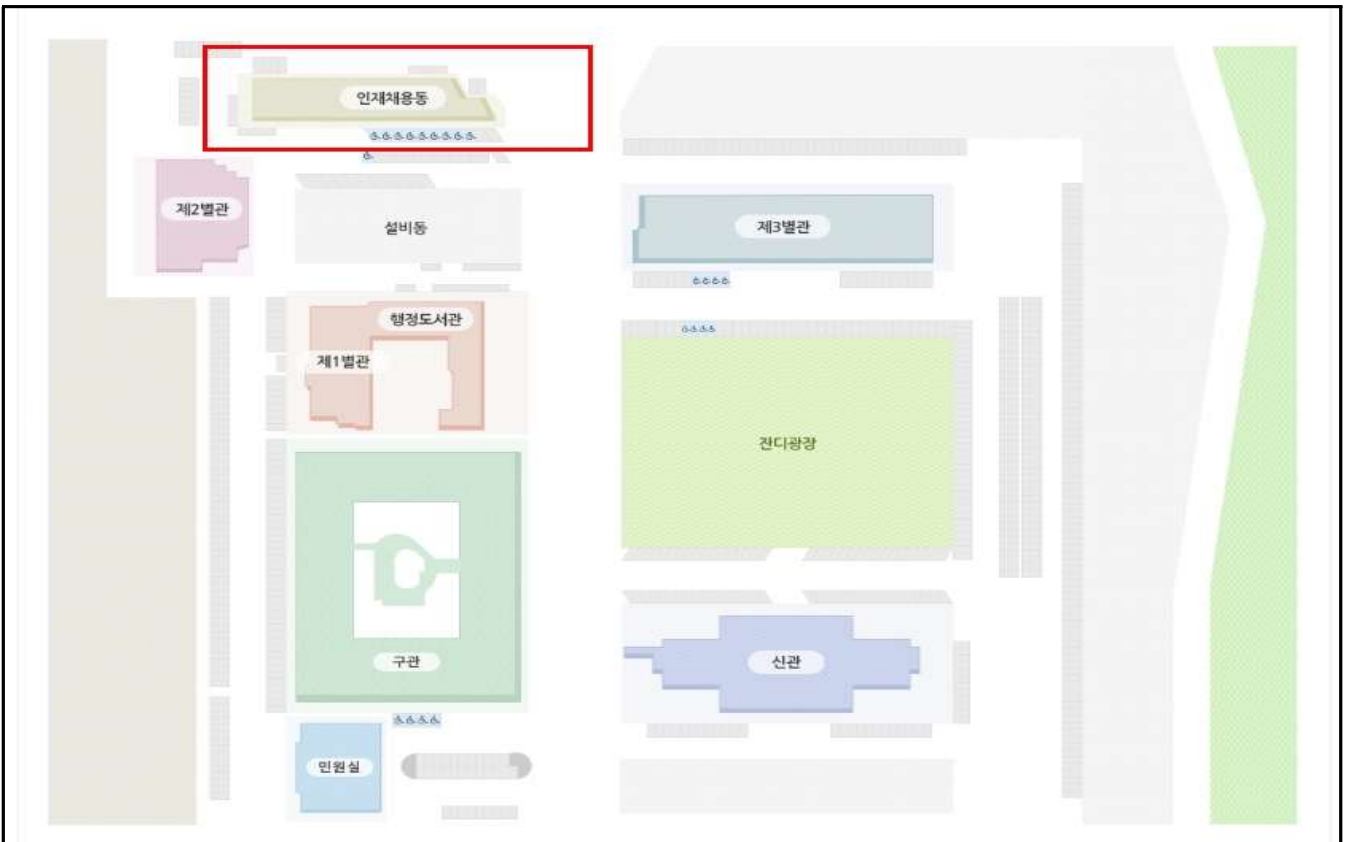 인재채용동
제2별관
설비동
제3별관
행정도서관
제1별관
잔디광장
구관
신관
민원실